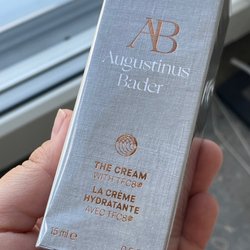 AB
Augustinus
Bader
THE CREAM
WITH TFC8®
LA CRÈME
HYDRATANTE
AVEC TFC8®
15 ml e